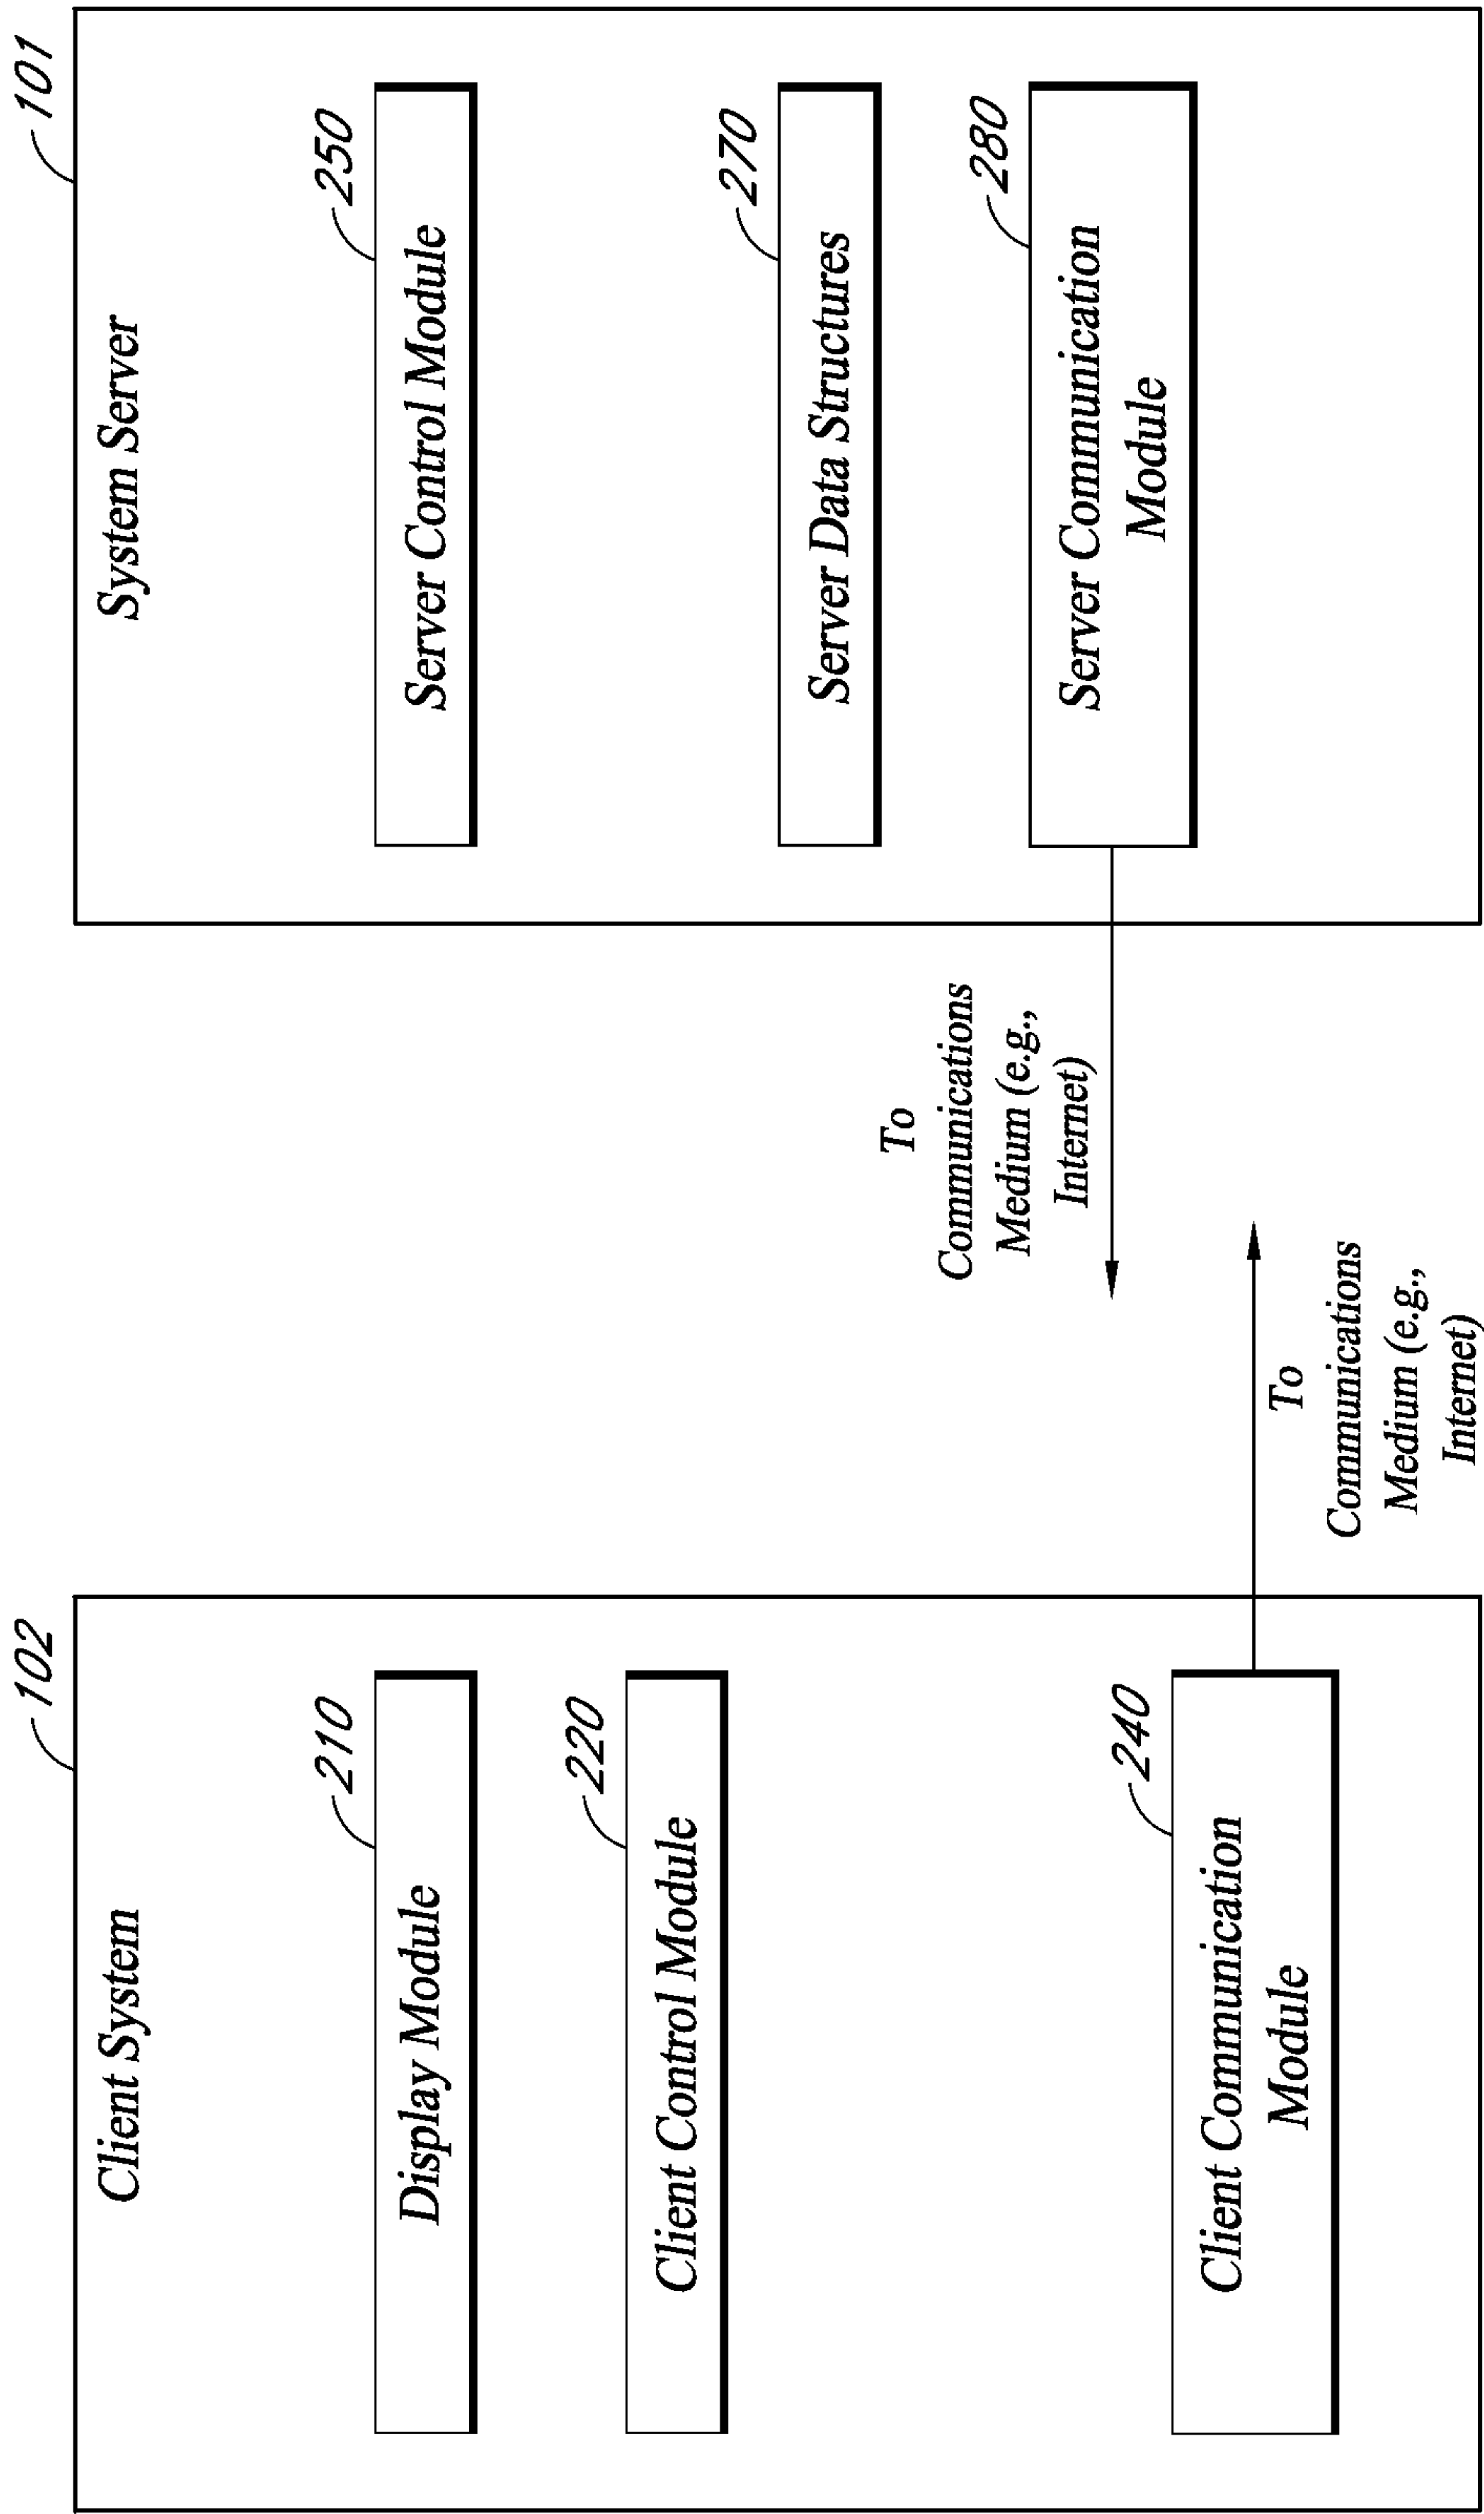 102
Client System
210
Display Module
220
Client Control Module
240
Client Communication
Module
To
Communications
Medium (e.g.,
Internet)
101
System Server
250
Server Control Module
270
Server Data Structures
280
Server Communication
Module
To
Communications
Medium (e.g.,
Internet)